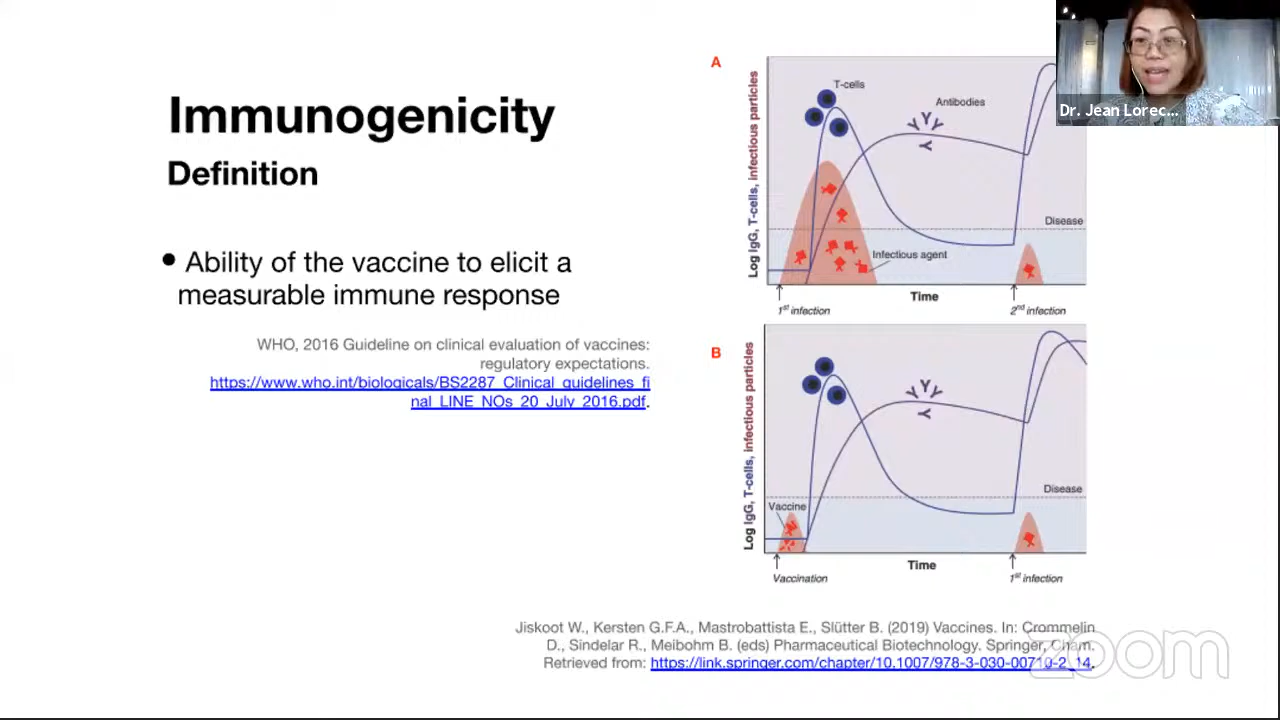 Immunogenicity
Definition
• Ability of the vaccine to elicit a
measurable immune response
WHO, 2016 Guideline on clinical evaluation of vaccines:
regulatory expectations.
https://www.who.int/biologicals/BS2287_Clinical_guidelines_fi
nal_LINE_NOs_20_July_2016.pdf.
A
Log IgG, T-cells, infectious particles
T-cells
Antibodies
Disease
Infectious agent
Time
1st infection
2nd infection
B
Log IgG, T-cells, infectious particles
Disease
Vaccine
Time
Vaccination
1st infection
Jiskoot W., Kersten G.F.A., Mastrobattista E., Slütter B. (2019) Vaccines. In: Crommelin
D., Sindelar R., Meibohm B. (eds) Pharmaceutical Biotechnology. Springer, Cham.
Retrieved from: https://link.springer.com/chapter/10.1007/978-3-030-00710-2_14.
Dr. Jean Lorec...
zoom